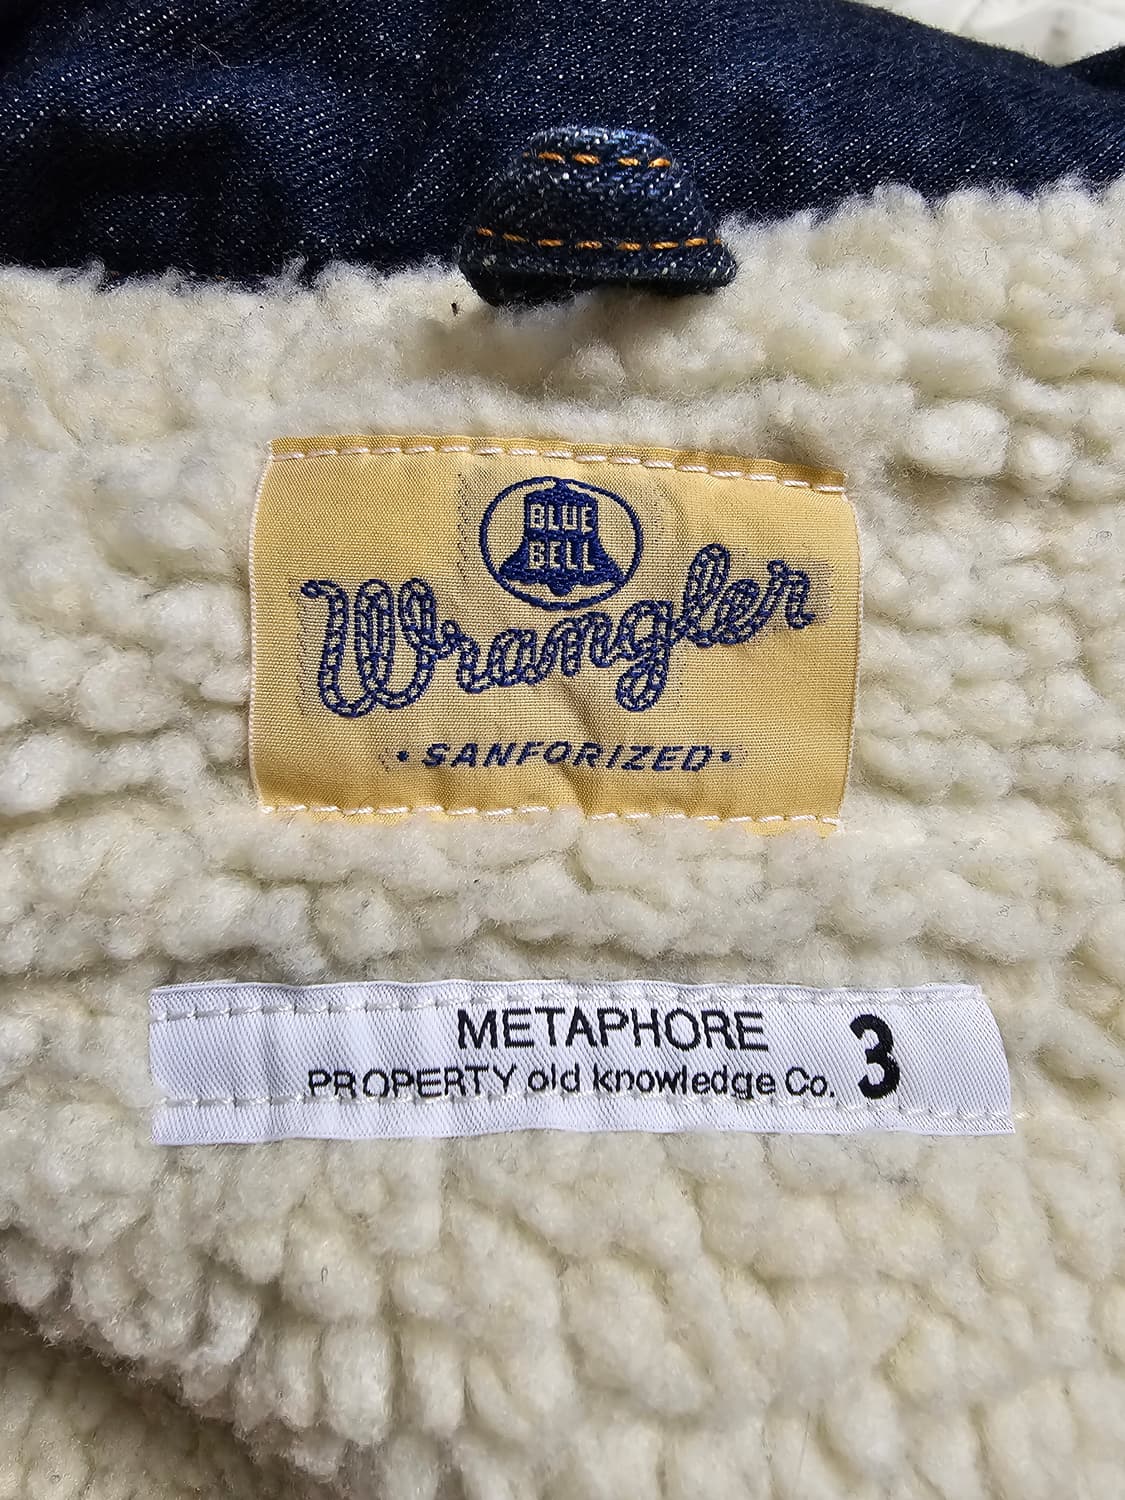 BLUE
BELL
Wrangler
• SANFORIZED •
METAPHORE
PROPERTY old knowledge Co. 3